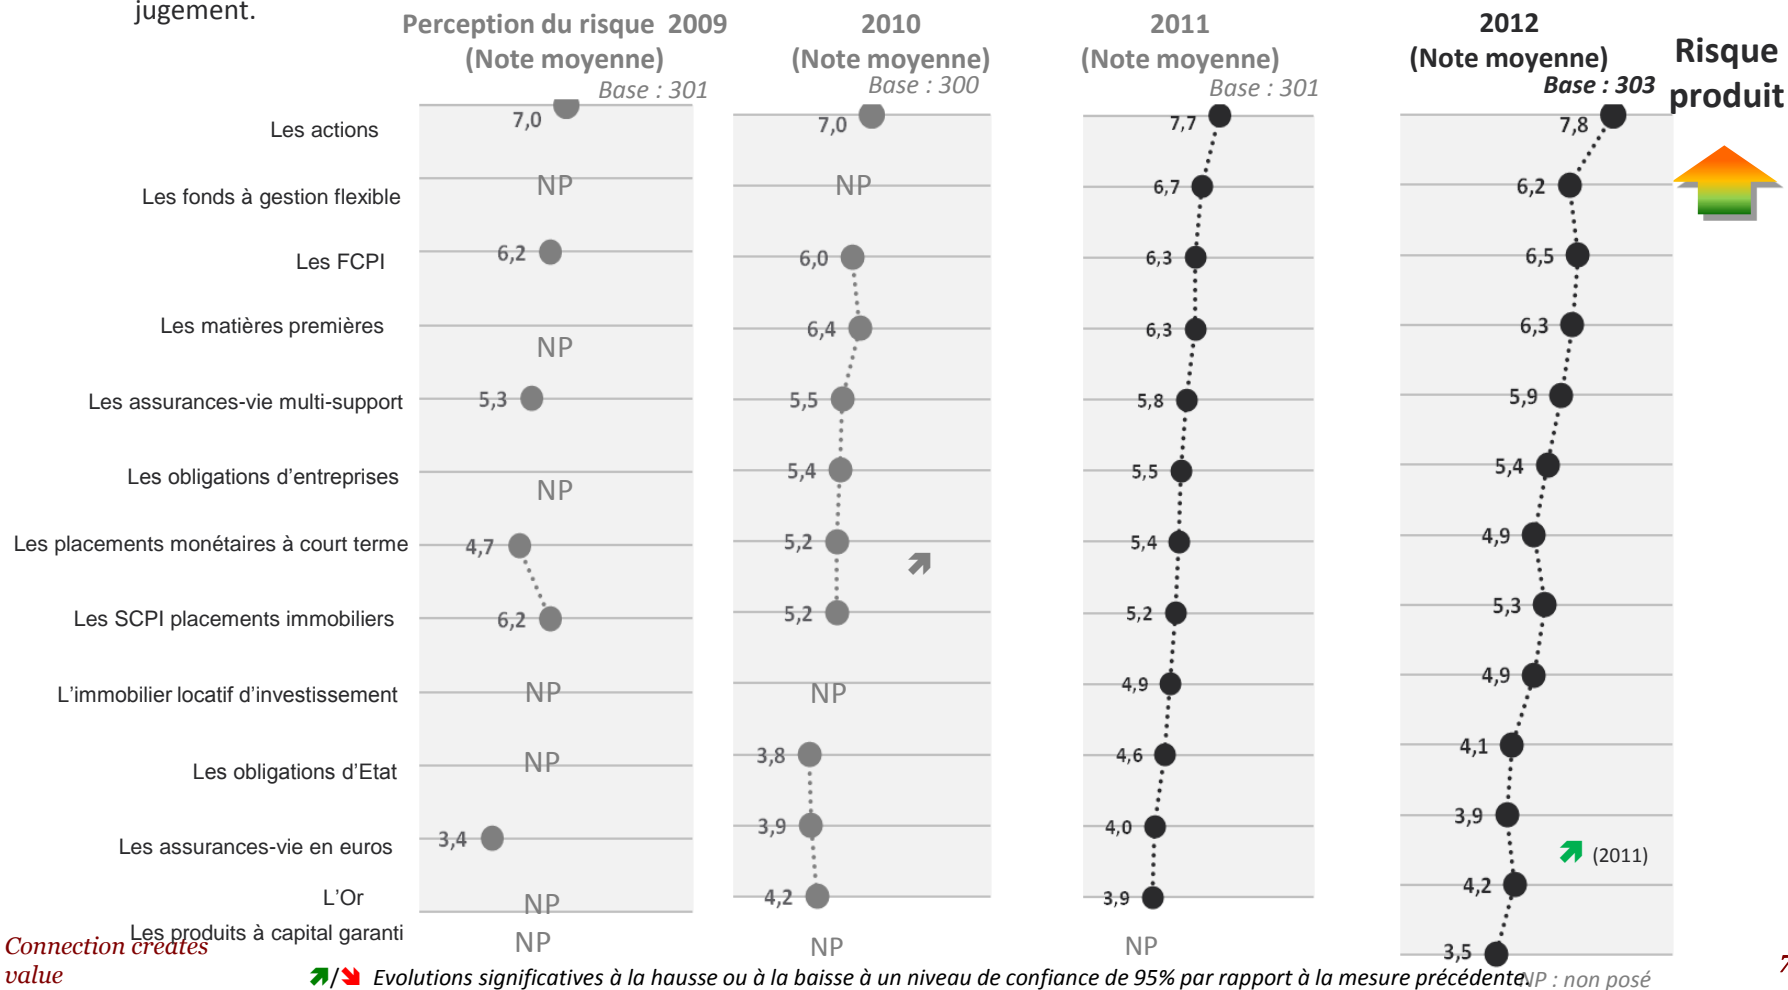 jugement.
Perception du risque 2009
(Note moyenne)
Base : 301
2010
(Note moyenne)
Base : 300
2011
(Note moyenne)
Base : 301
2012
(Note moyenne)
Base : 303
Risque
produit
Les actions
7,0
7,0
7,7
7,8
Les fonds à gestion flexible
NP
NP
6,7
6,2
Les FCPI
6,2
6,0
6,3
6,5
Les matières premières
NP
6,4
6,3
6,3
Les assurances-vie multi-support
5,3
5,5
5,8
5,9
Les obligations d'entreprises
NP
5,4
5,5
5,4
Les placements monétaires à court terme
4,7
5,2
5,4
4,9
Les SCPI placements immobiliers
6,2
5,2
5,2
5,3
L'immobilier locatif d'investissement
NP
NP
4,9
4,9
Les obligations d'Etat
NP
3,8
4,6
4,1
Les assurances-vie en euros
3,4
3,9
4,0
3,9
(2011)
L'Or
NP
4,2
3,9
4,2
Les produits à capital garanti
NP
NP
NP
3,5
Connection creates
value
/ Evolutions significatives à la hausse ou à la baisse à un niveau de confiance de 95% par rapport à la mesure précédente.
NP : non posé
7